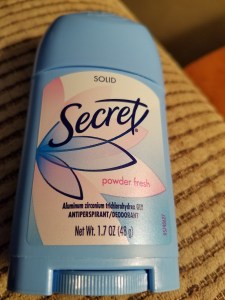 SOLID
Secret®
powder fresh
Aluminum zirconium trichlorohydrex GLY
ANTIPERSPIRANT/DEODORANT
Net Wt. 1.7 OZ (48 g)